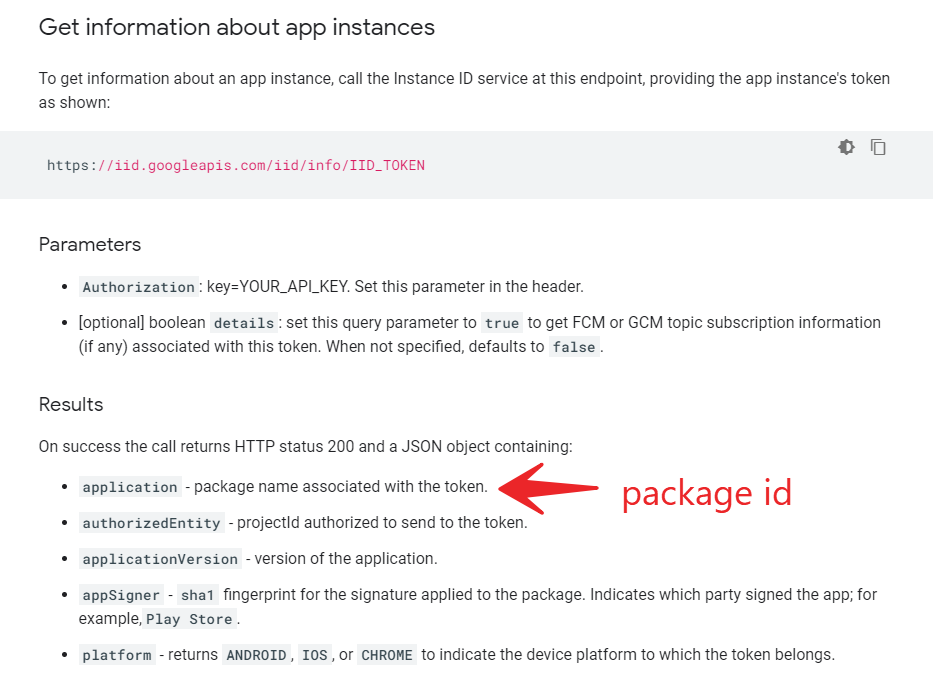 Get information about app instances
To get information about an app instance, call the Instance ID service at this endpoint, providing the app instance's token
as shown:
https://iid.googleapis.com/iid/info/IID_TOKEN
Parameters
• Authorization: key=YOUR_API_KEY. Set this parameter in the header.
• [optional] boolean details: set this query parameter to true to get FCM or GCM topic subscription information
(if any) associated with this token. When not specified, defaults to false.
Results
On success the call returns HTTP status 200 and a JSON object containing:
• application - package name associated with the token. package id
• authorizedEntity - projectId authorized to send to the token.
• applicationVersion - version of the application.
• appSigner - sha1 fingerprint for the signature applied to the package. Indicates which party signed the app; for
example, Play Store.
• platform - returns ANDROID, IOS, or CHROME to indicate the device platform to which the token belongs.